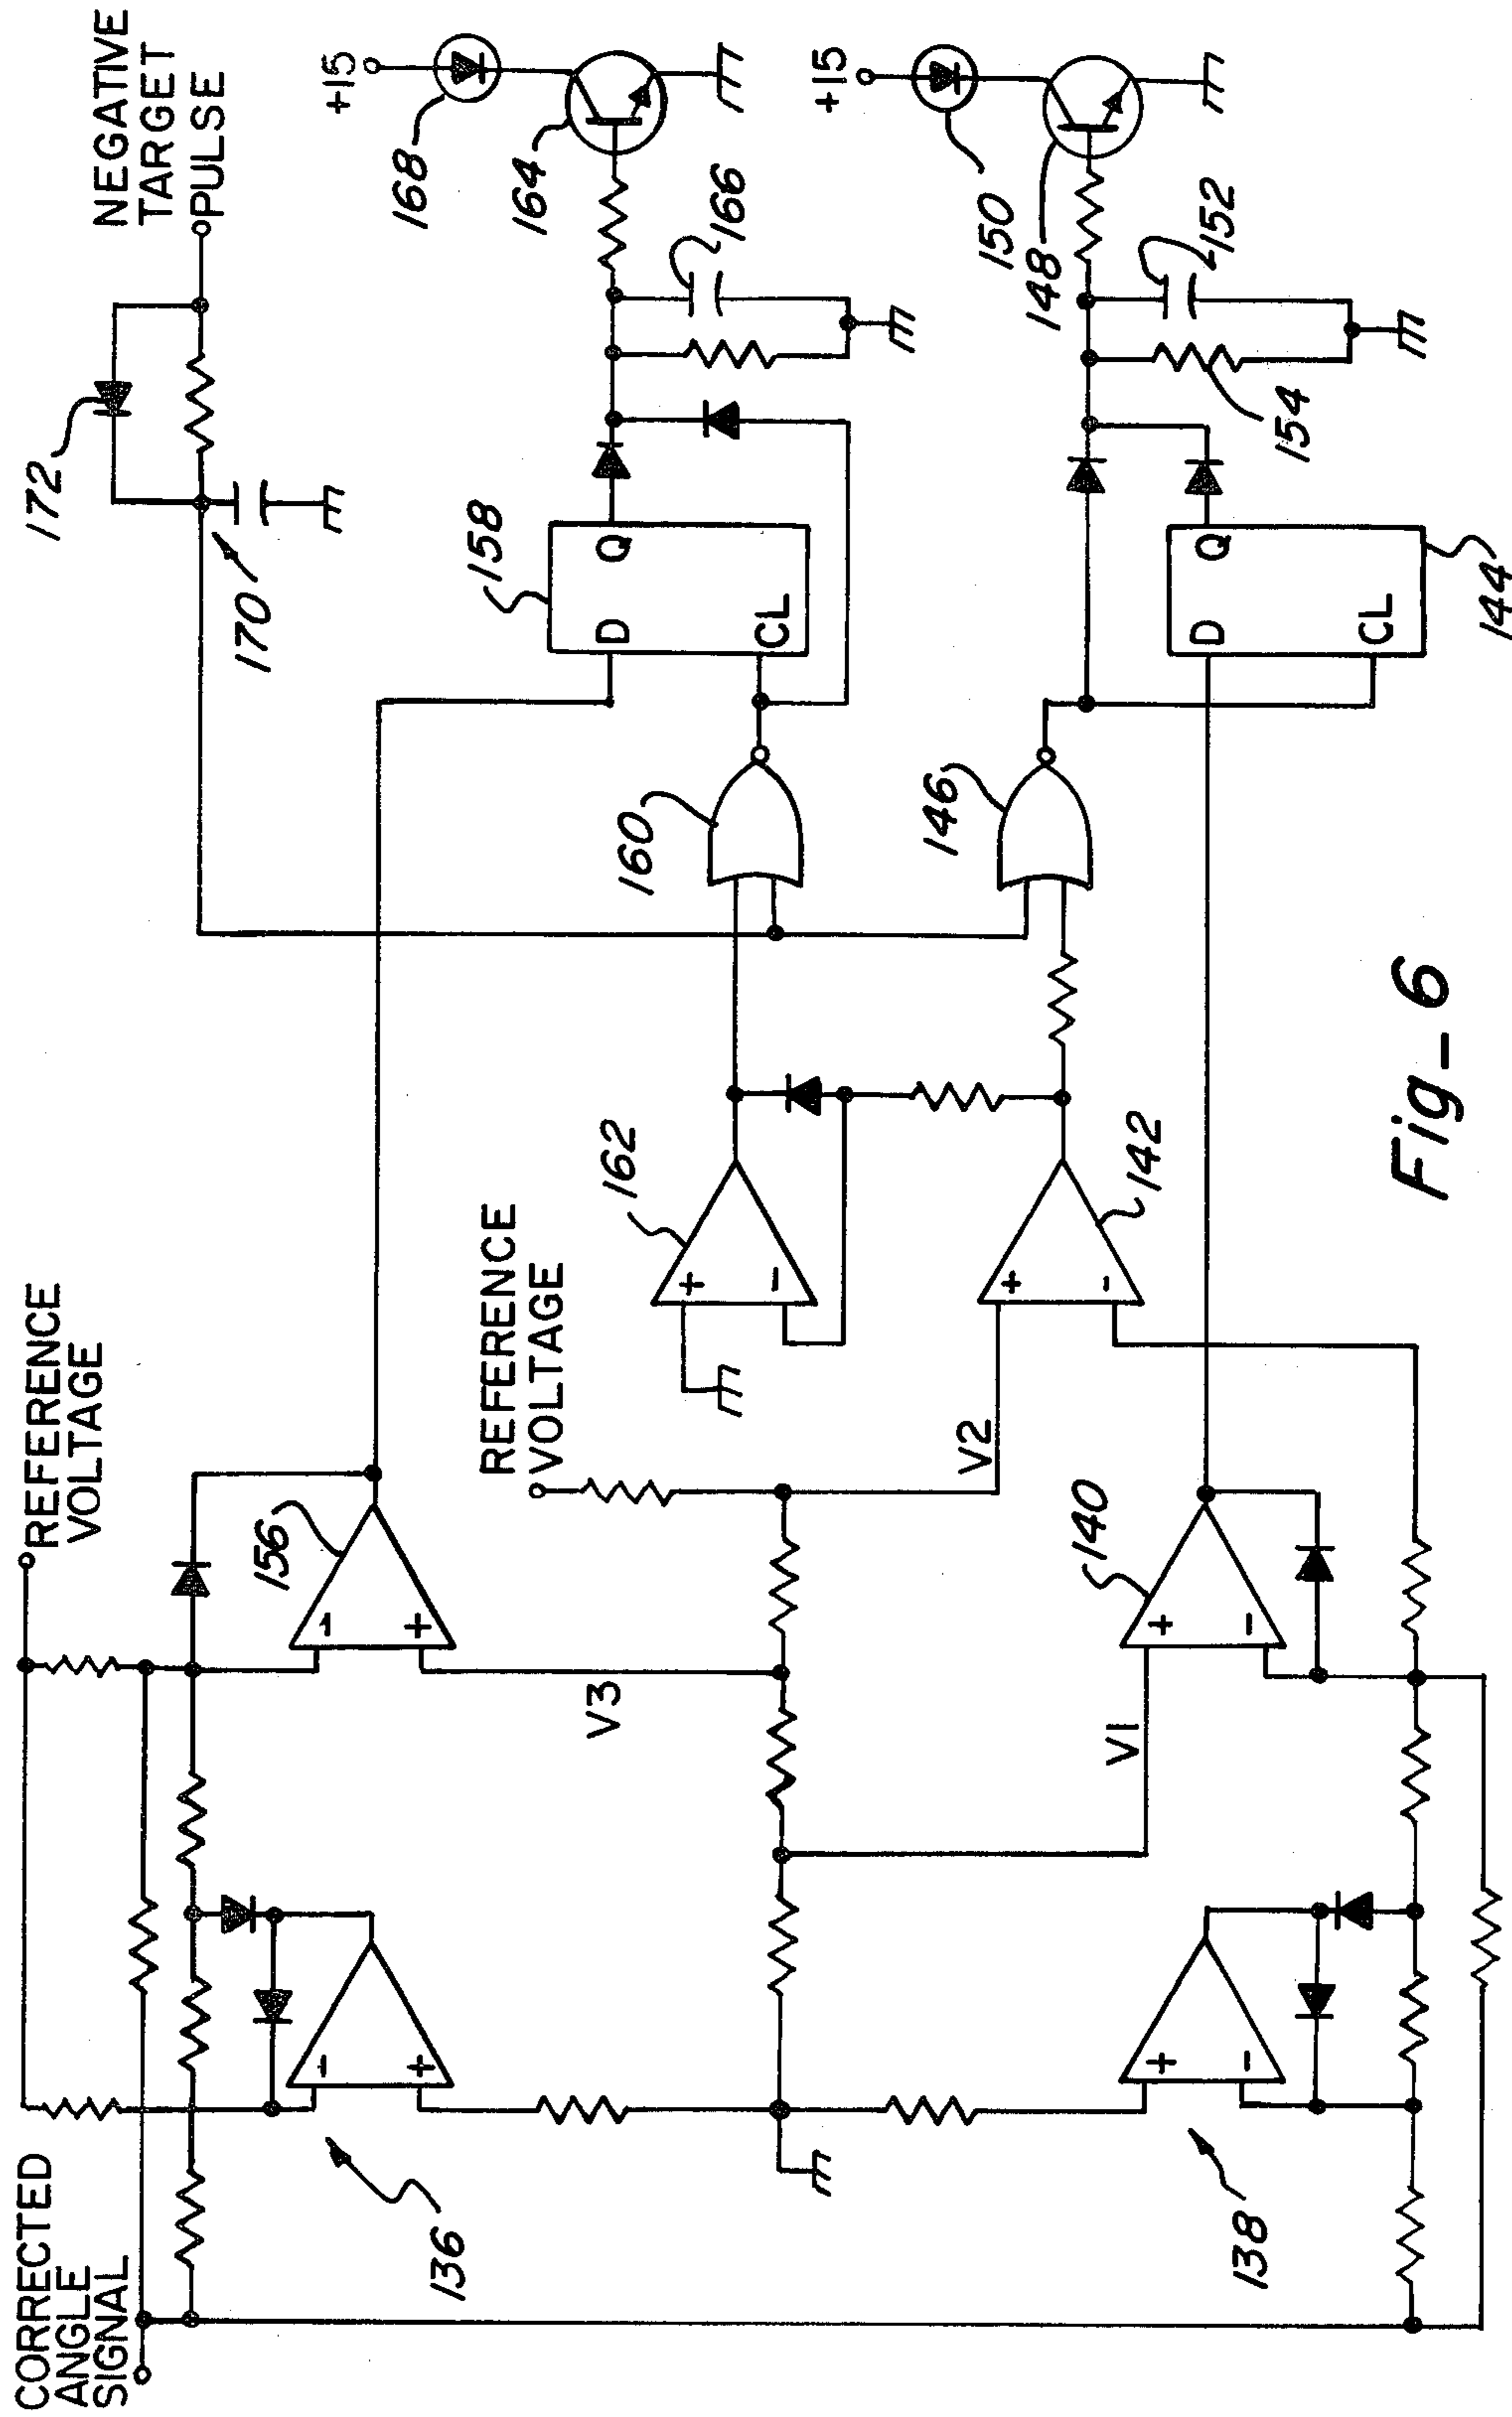 CORRECTED
ANGLE
SIGNAL
REFERENCE
VOLTAGE
NEGATIVE
TARGET
PULSE
172
170
136
-
+
156
-
+
V3
REFERENCE
VOLTAGE
V2
162
+
-
160
158
D
Q
CL
168
+15
164
166
138
+
-
V1
140
+
-
142
+
-
146
144
D
Q
CL
150
+15
148
152
154
Fig-6